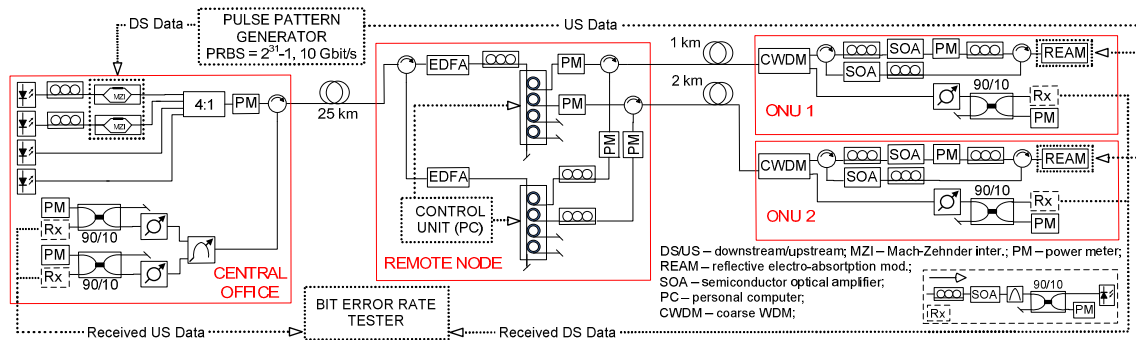 DS Data
PULSE PATTERN
GENERATOR
PRBS = 2³¹-1, 10 Gbit/s
US Data
MZI
MZI
4:1
PM
25 km
PM
Rx
90/10
PM
Rx
90/10
CENTRAL
OFFICE
EDFA
PM
PM
PM
PM
EDFA
CONTROL
UNIT (PC)
REMOTE NODE
1 km
2 km
CWDM
SOA
PM
REAM
SOA
90/10
Rx
PM
ONU 1
CWDM
SOA
PM
REAM
SOA
90/10
Rx
PM
ONU 2
DS/US – downstream/upstream; MZI – Mach-Zehnder inter.; PM – power meter;
REAM – reflective electro-absortption mod.;
SOA – semiconductor optical amplifier;
PC – personal computer;
CWDM – coarse WDM;
SOA
90/10
PM
Rx
Received US Data
BIT ERROR RATE
TESTER
Received DS Data